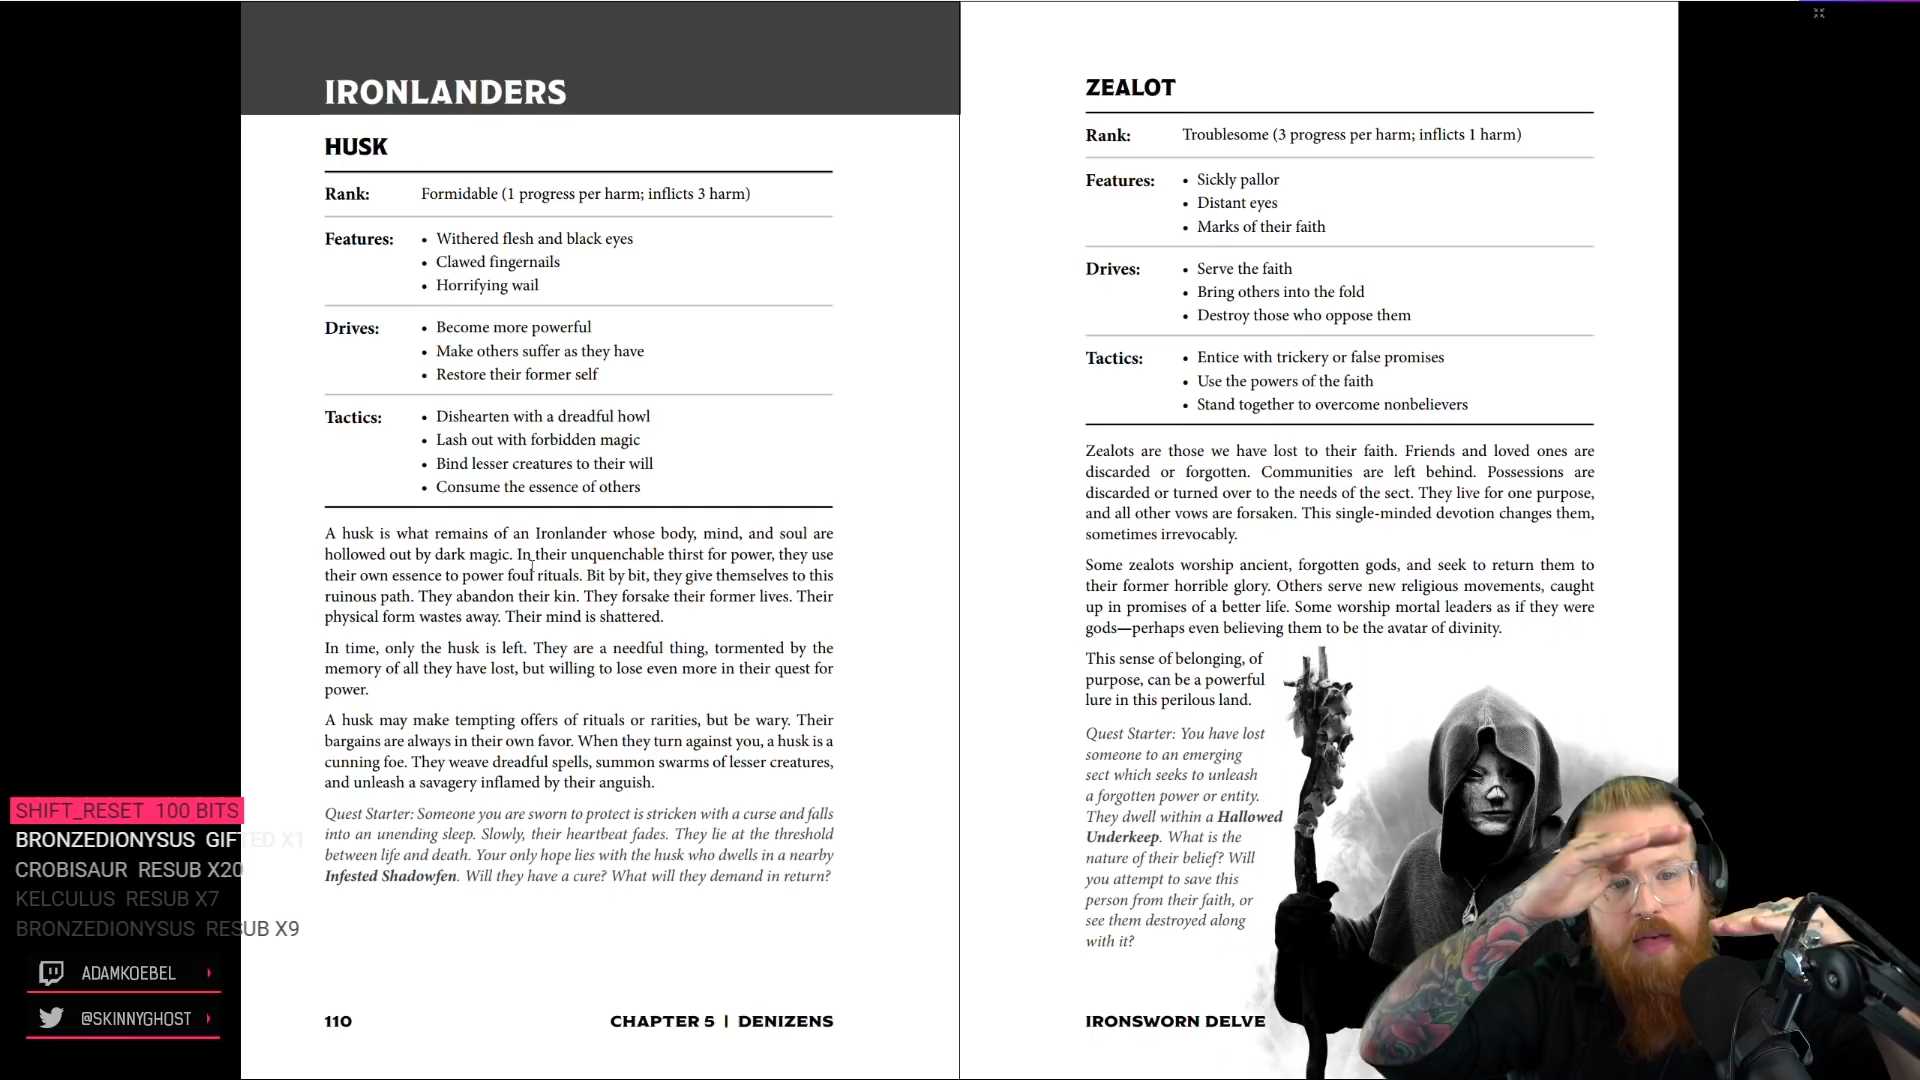 IRONLANDERS
HUSK
Rank: Formidable (1 progress per harm; inflicts 3 harm)
Features: • Withered flesh and black eyes
• Clawed fingernails
• Horrifying wail
Drives: • Become more powerful
• Make others suffer as they have
• Restore their former self
Tactics: • Dishearten with a dreadful howl
• Lash out with forbidden magic
• Bind lesser creatures to their will
• Consume the essence of others
A husk is what remains of an Ironlander whose body, mind, and soul are
hollowed out by dark magic. In their unquenchable thirst for power, they use
their own essence to power foul rituals. Bit by bit, they give themselves to this
ruinous path. They abandon their kin. They forsake their former lives. Their
physical form wastes away. Their mind is shattered.
In time, only the husk is left. They are a needful thing, tormented by the
memory of all they have lost, but willing to lose even more in their quest for
power.
A husk may make tempting offers of rituals or rarities, but be wary. Their
bargains are always in their own favor. When they turn against you, a husk is a
cunning foe. They weave dreadful spells, summon swarms of lesser creatures,
and unleash a savagery inflamed by their anguish.
Quest Starter: Someone you are sworn to protect is stricken with a curse and falls
into an unending sleep. Slowly, their heartbeat fades. They lie at the threshold
between life and death. Your only hope lies with the husk who dwells in a nearby
Infested Shadowfen. Will they have a cure? What will they demand in return?
110
CHAPTER 5 | DENIZENS
ZEALOT
Rank: Troublesome (3 progress per harm; inflicts 1 harm)
Features: • Sickly pallor
• Distant eyes
• Marks of their faith
Drives: • Serve the faith
• Bring others into the fold
• Destroy those who oppose them
Tactics: • Entice with trickery or false promises
• Use the powers of the faith
• Stand together to overcome nonbelievers
Zealots are those we have lost to their faith. Friends and loved ones are
discarded or forgotten. Communities are left behind. Possessions are
discarded or turned over to the needs of the sect. They live for one purpose,
and all other vows are forsaken. This single-minded devotion changes them,
sometimes irrevocably.
Some zealots worship ancient, forgotten gods, and seek to return them to
their former horrible glory. Others serve new religious movements, caught
up in promises of a better life. Some worship mortal leaders as if they were
gods—perhaps even believing them to be the avatar of divinity.
This sense of belonging, of
purpose, can be a powerful
lure in this perilous land.
Quest Starter: You have lost
someone to an emerging
sect which seeks to unleash
a forgotten power or entity.
They dwell within a Hallowed
Underkeep. What is the
nature of their belief? Will
you attempt to save this
person from their faith, or
see them destroyed along
with it?
IRONSWORN DELVE
SHIFT_RESET 100 BITS
BRONZEDIONYSUS GIFTED X1
CROBISAUR RESUB X20
KELCULUS RESUB X7
BRONZEDIONYSUS RESUB X9
ADAMKOEBEL
@SKINNYGHOST